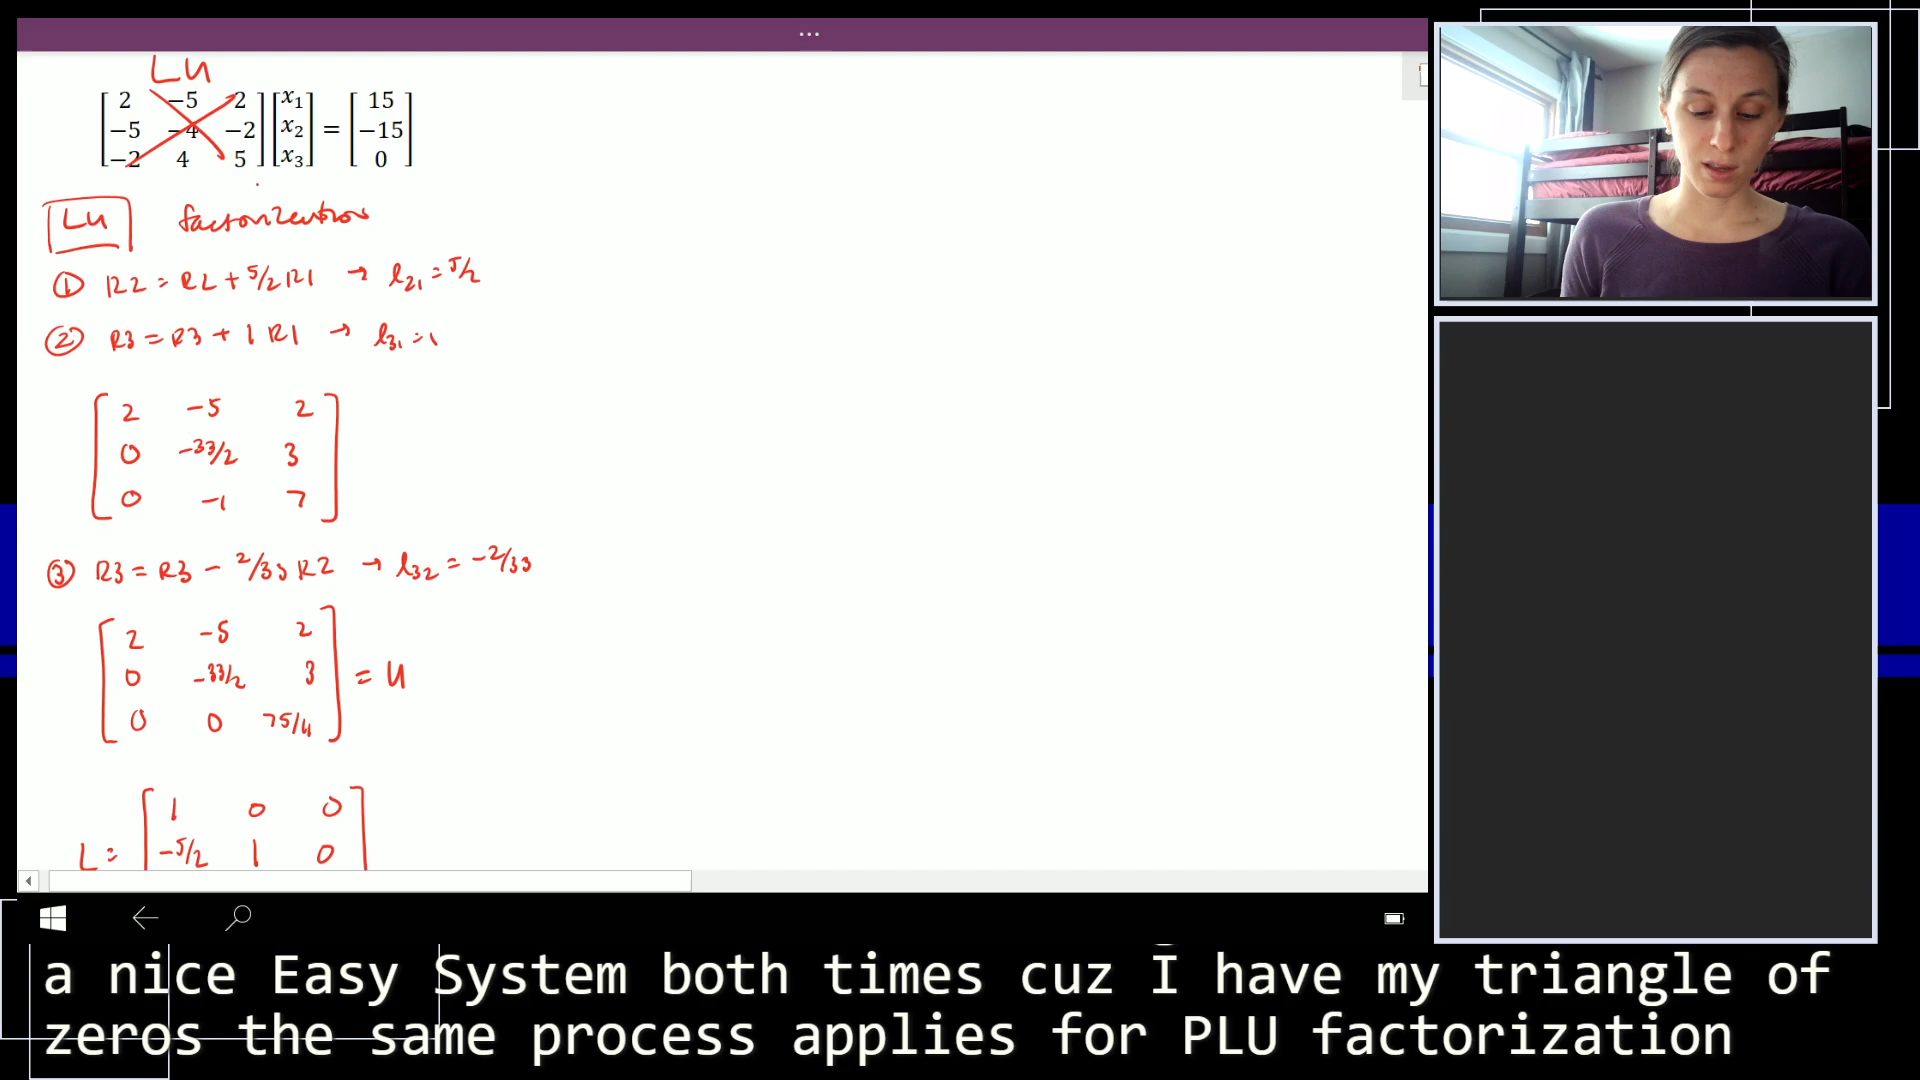 ...
LU
[2 -5 2] [x₁] = [15]
[-5 -4 -2] [x₂] [-15]
[-2 4 5] [x₃] [0]
LU factorization
① R2 = R2 + 5/2 R1 → l₂₁ = 5/2
② R3 = R3 + 1 R1 → l₃₁ = 1
2 -5 2
0 -33/2 3
0 -1 7
③ R3 = R3 - 2/33 R2 → l₃₂ = -2/33
2 -5 2
0 -33/2 3 = U
0 0 75/11
1 0 0
L = -5/2 1 0
a nice Easy System both times cuz I have my triangle of
zeros the same process applies for PLU factorization